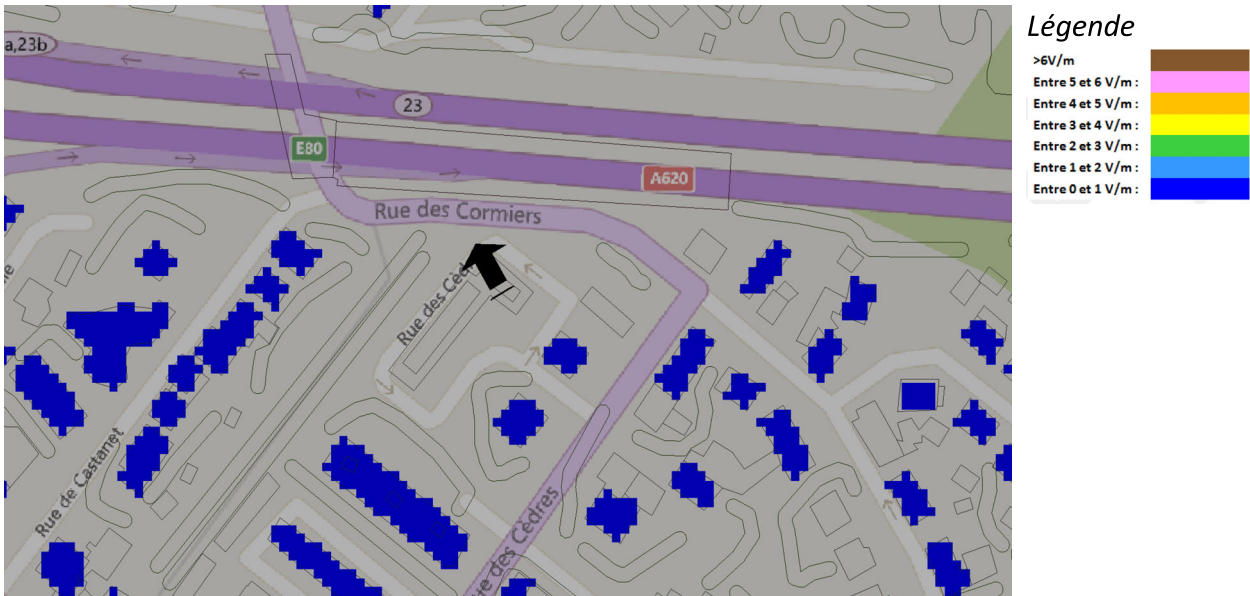 Légende
>6V/m
Entre 5 et 6 V/m :
Entre 4 et 5 V/m :
Entre 3 et 4 V/m :
Entre 2 et 3 V/m :
Entre 1 et 2 V/m :
Entre 0 et 1 V/m :
a,23b
23
E80
A620
Rue des Cormiers
Rue des Cèd
Rue de Castanet
ue des Cèdres